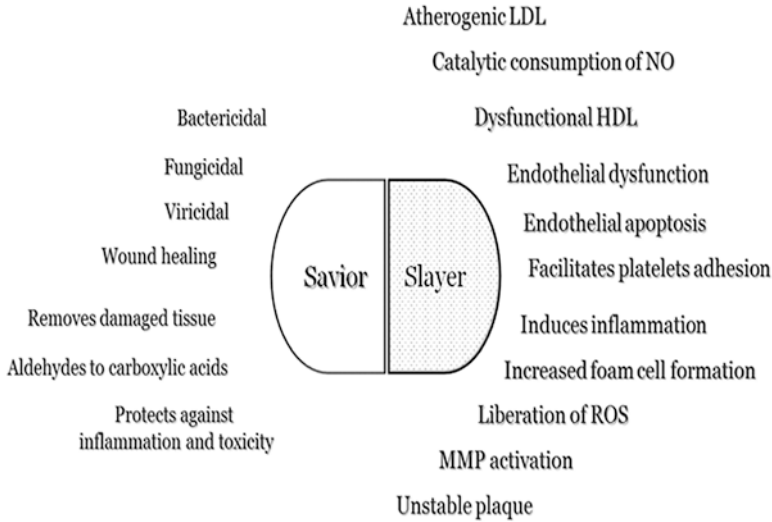 Bactericidal
Fungicidal
Viricidal
Wound healing
Removes damaged tissue
Aldehydes to carboxylic acids
Protects against
inflammation and toxicity
Savior
Slayer
Atherogenic LDL
Catalytic consumption of NO
Dysfunctional HDL
Endothelial dysfunction
Endothelial apoptosis
Facilitates platelets adhesion
Induces inflammation
Increased foam cell formation
Liberation of ROS
MMP activation
Unstable plaque